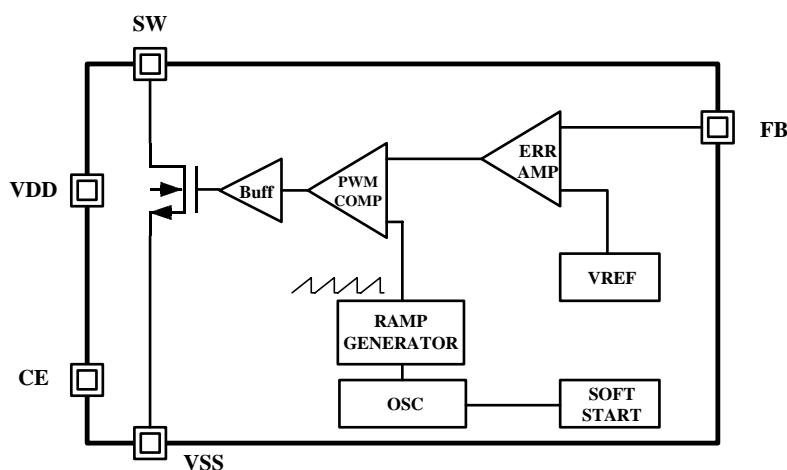 SW
FB
ERR
AMP
PWM
COMP
Buff
VDD
VREF
RAMP
GENERATOR
CE
OSC
SOFT
START
VSS